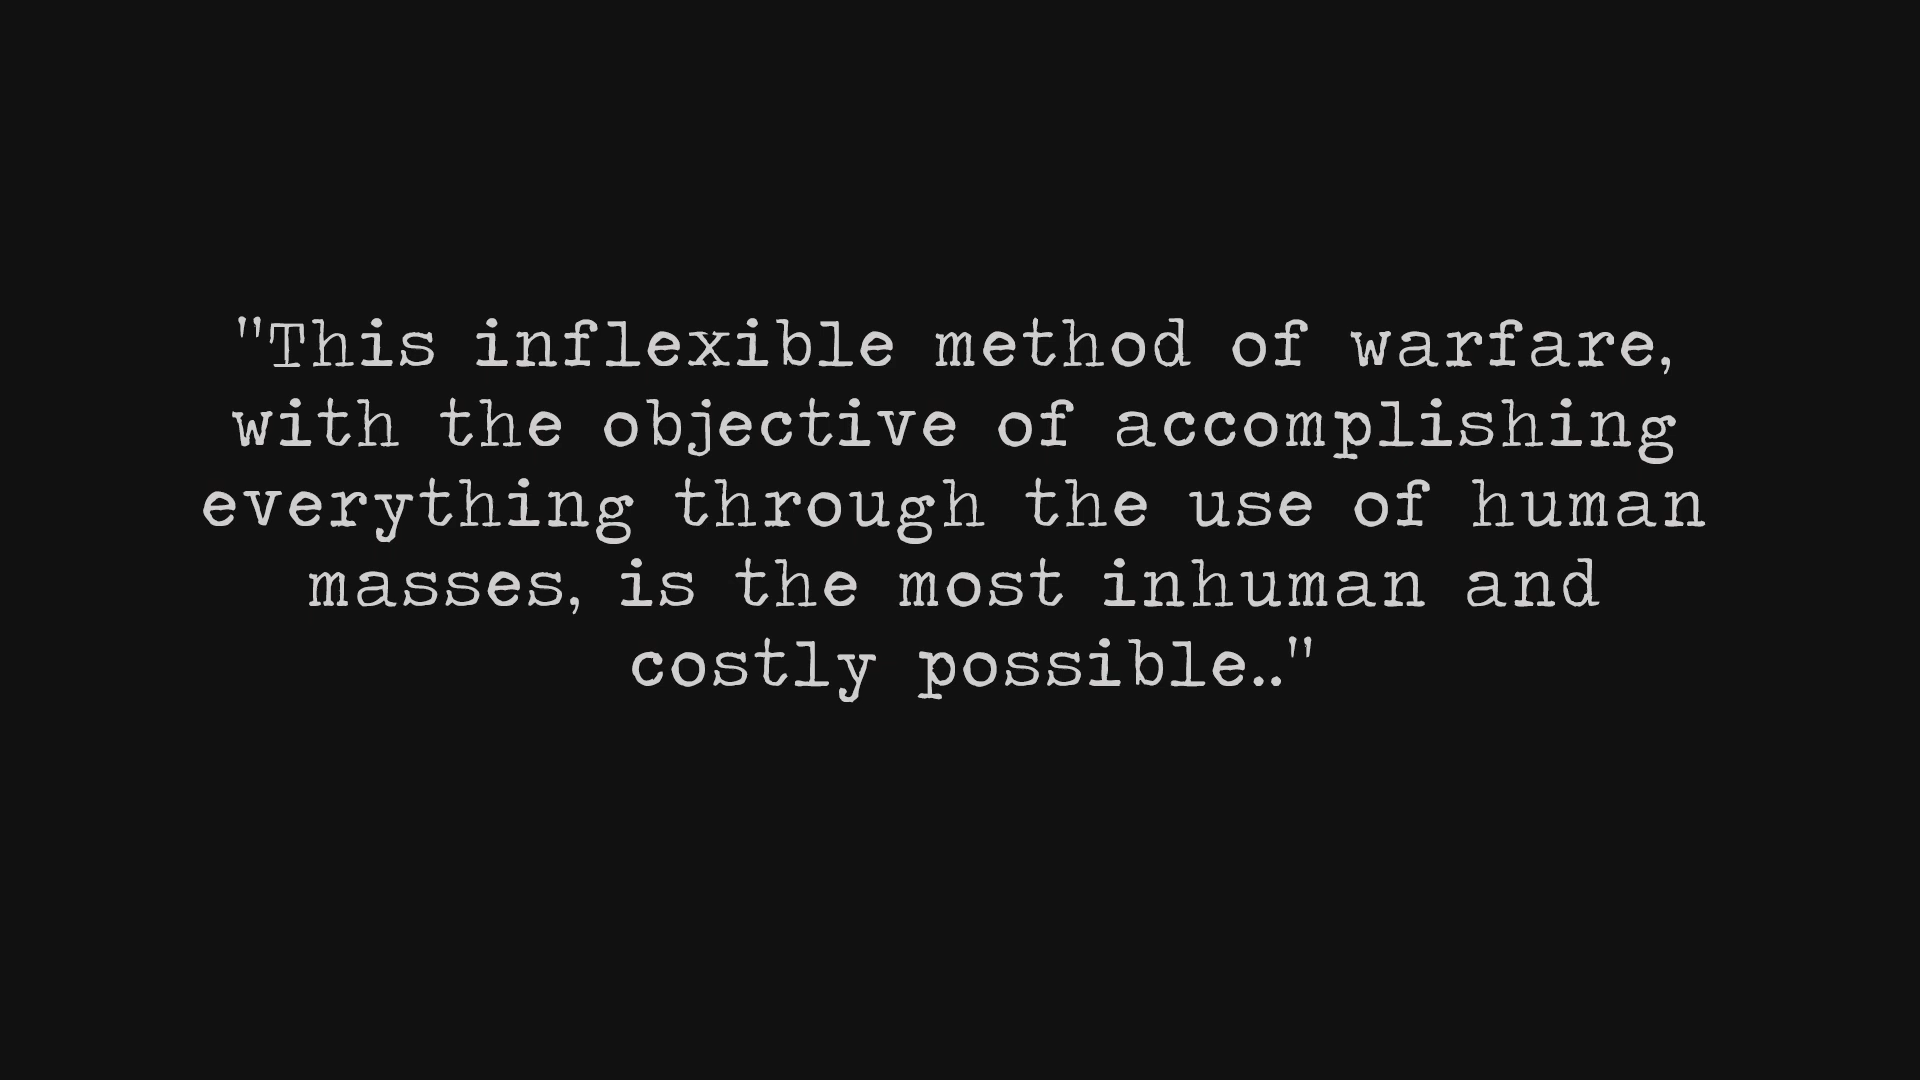 "This inflexible method of warfare,
with the objective of accomplishing
everything through the use of human
masses, is the most inhuman and
costly possible.."